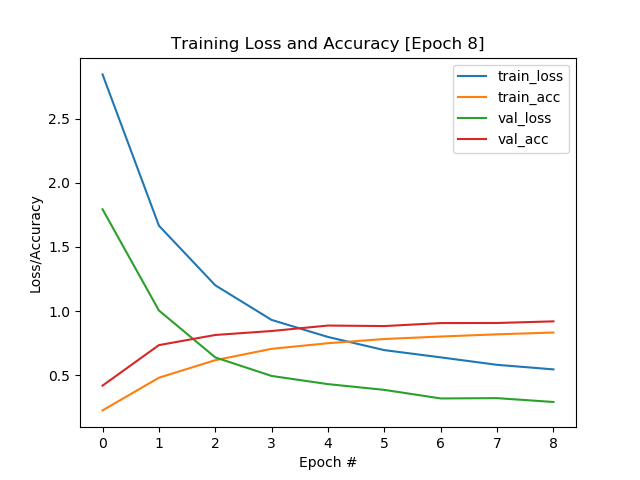 Training Loss and Accuracy [Epoch 8]
train_loss
train_acc
val_loss
val_acc
Loss/Accuracy
2.5
2.0
1.5
1.0
0.5
0 1 2 3 4 5 6 7 8
Epoch #